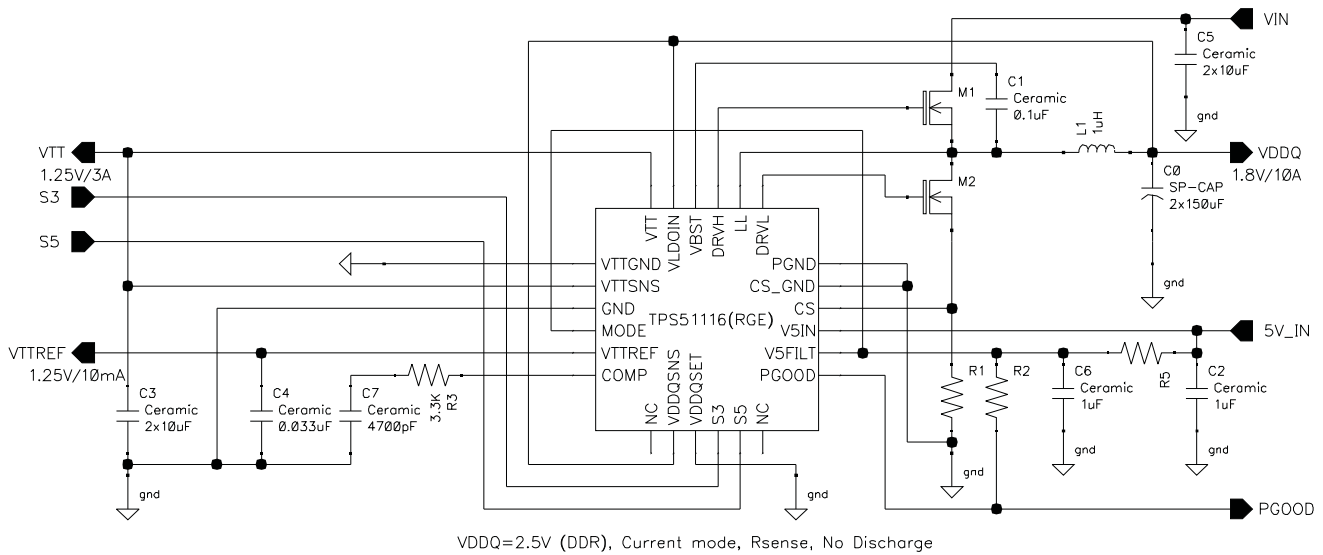 VIN
C5
Ceramic
2x10uF
gnd
M1
C1
Ceramic
0.1uF
L1
1uH
VTT
1.25V/3A
VDDQ
1.8V/10A
S3
S5
M2
C0
SP-CAP
2x150uF
gnd
VTT
VLDOIN
VBST
DRVH
LL
DRVL
VTTGND
VTTSNS
GND
MODE
VTTREF
COMP
TPS51116(RGE)
PGND
CS_GND
CS
V5IN
V5FILT
PGOOD
NC
VDDQSNS
VDDQSET
S3
S5
NC
5V_IN
VTTREF
1.25V/10mA
C3
Ceramic
2x10uF
C4
Ceramic
0.033uF
C7
Ceramic
4700pF
3.3K
R3
R1
R2
C6
Ceramic
1uF
R5
C2
Ceramic
1uF
gnd
gnd
gnd
gnd
gnd
PGOOD
VDDQ=2.5V (DDR), Current mode, Rsense, No Discharge